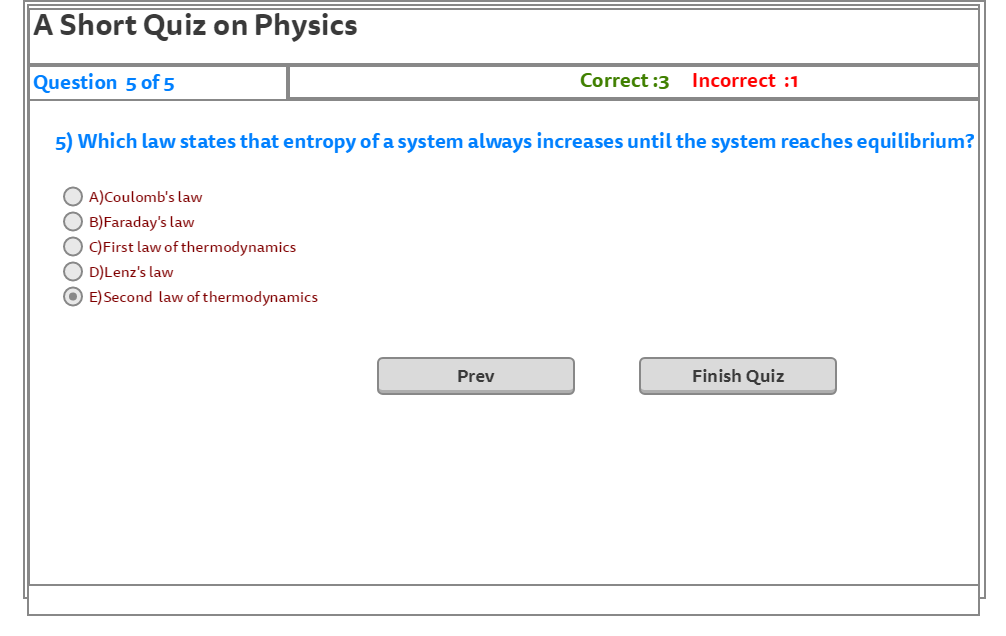 A Short Quiz on Physics
Question 5 of 5
Correct :3 Incorrect :1
5) Which law states that entropy of a system always increases until the system reaches equilibrium?
A)Coulomb's law
B)Faraday's law
C)First law of thermodynamics
D)Lenz's law
E)Second law of thermodynamics
Prev
Finish Quiz